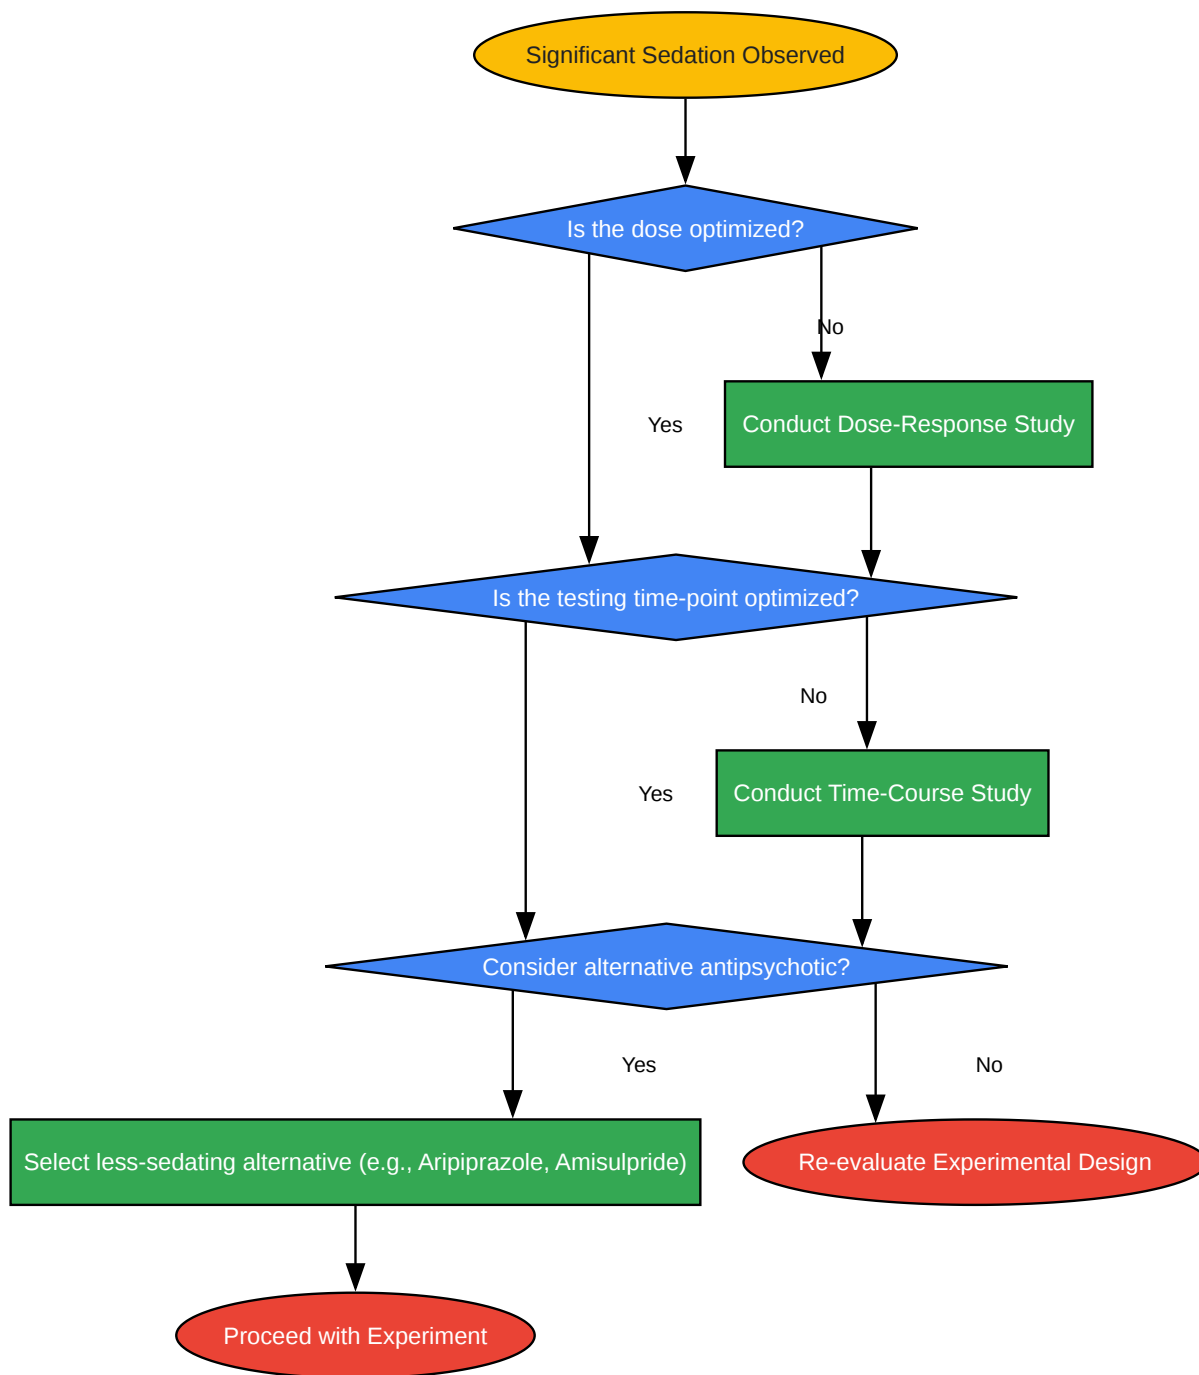 Significant Sedation Observed
Is the dose optimized?
No
Yes
Conduct Dose-Response Study
Is the testing time-point optimized?
No
Yes
Conduct Time-Course Study
Consider alternative antipsychotic?
Yes
No
Select less-sedating alternative (e.g., Aripiprazole, Amisulpride)
Re-evaluate Experimental Design
Proceed with Experiment